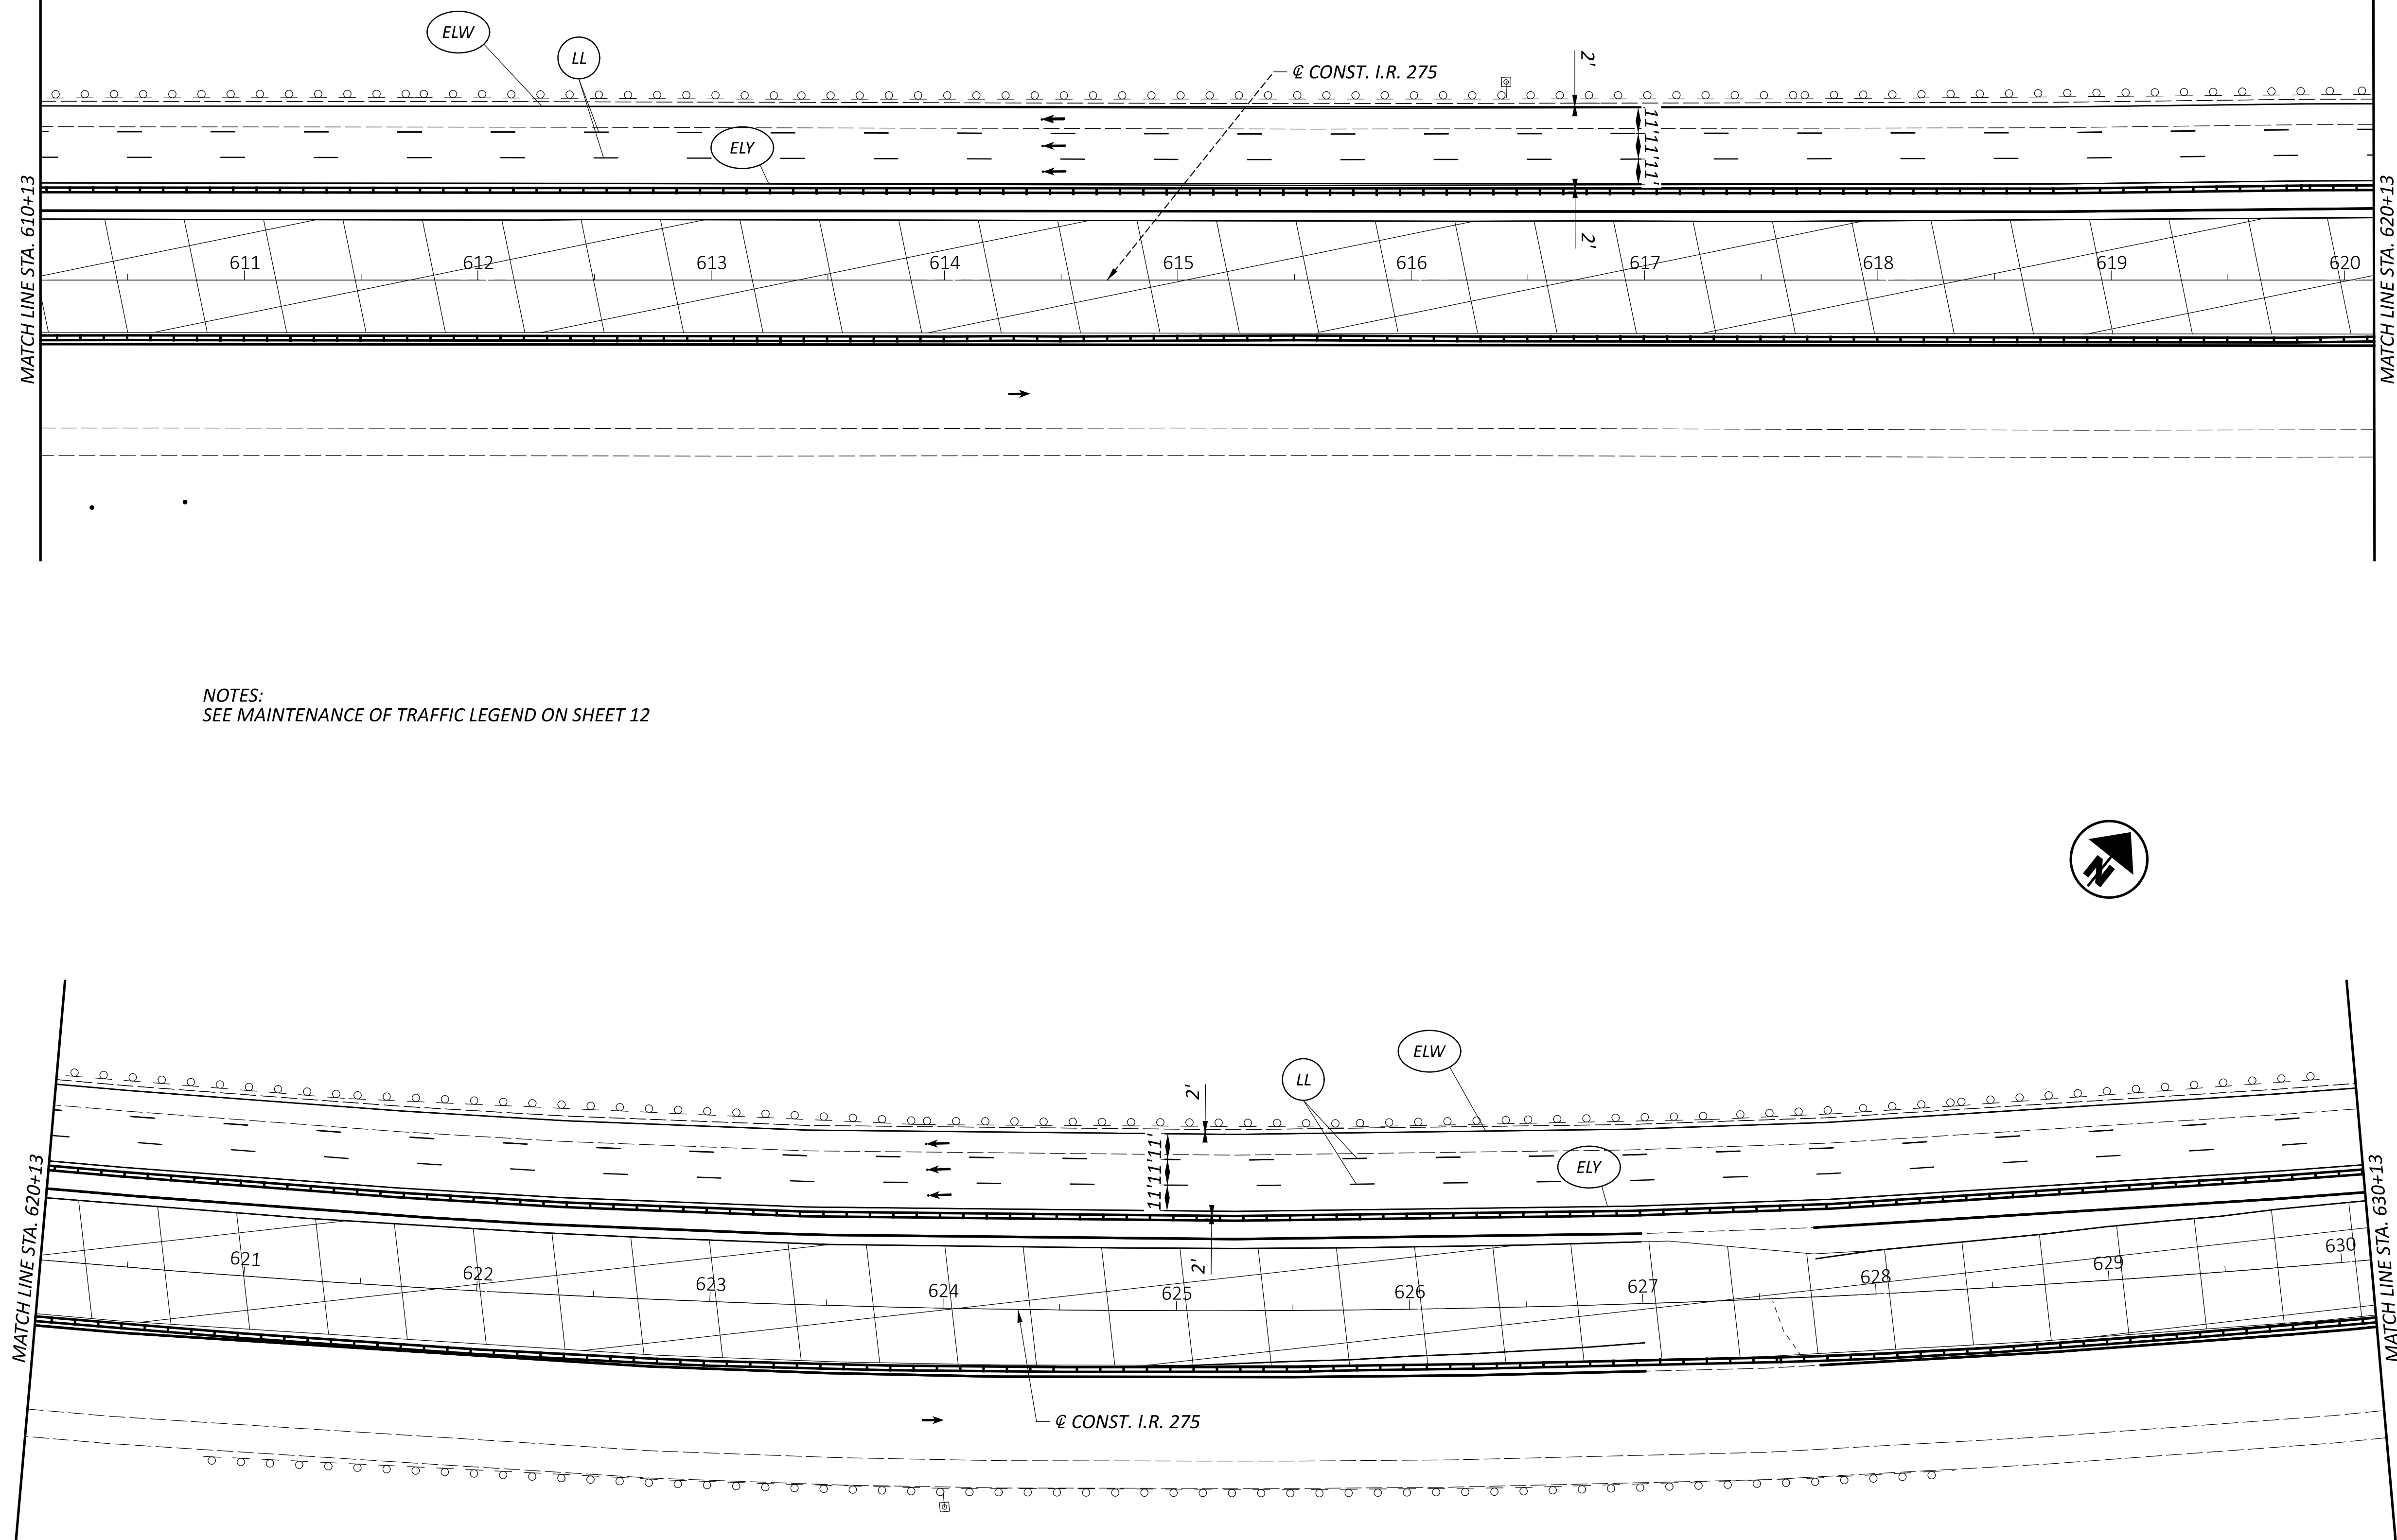 ELW
LL
℄ CONST. I.R. 275
2'
ELY
11'
11'
11'
2'
MATCH LINE STA. 610+13
611
612
613
614
615
616
617
618
619
620
MATCH LINE STA. 620+13
NOTES:
SEE MAINTENANCE OF TRAFFIC LEGEND ON SHEET 12
N
ELW
LL
2'
ELY
11'
11'
11'
2'
MATCH LINE STA. 620+13
621
622
623
624
625
626
627
628
629
630
MATCH LINE STA. 630+13
℄ CONST. I.R. 275